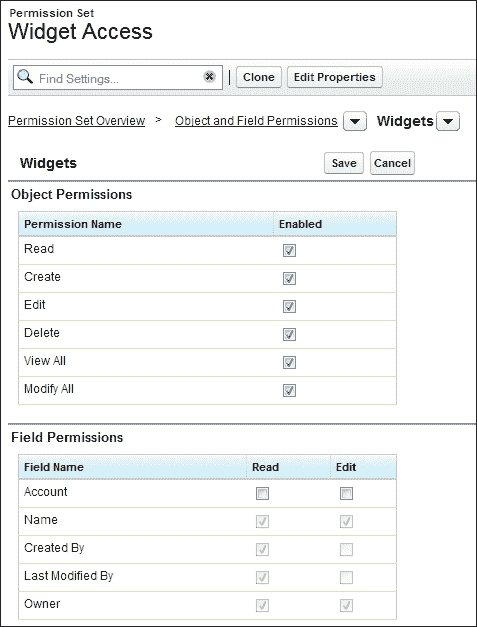 Permission Set
Widget Access
Find Settings... Clone Edit Properties
Permission Set Overview > Object and Field Permissions Widgets
Widgets Save Cancel
Object Permissions
Permission Name Enabled
Read
Create
Edit
Delete
View All
Modify All
Field Permissions
Field Name Read Edit
Account
Name
Created By
Last Modified By
Owner